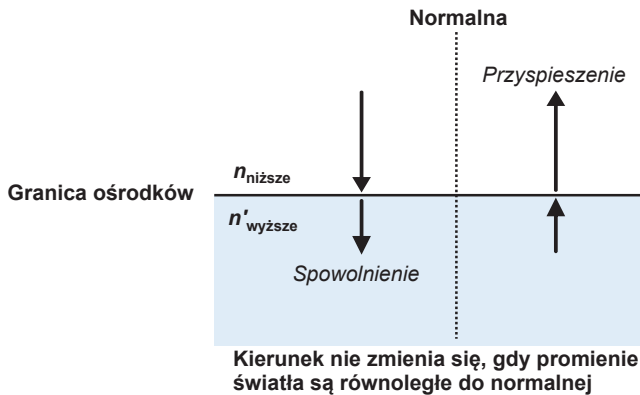 Normalna
Przyspieszenie
n niższe
Granica ośrodków
n' wyższe
Spowolnienie
Kierunek nie zmienia się, gdy promienie
światła są równoległe do normalnej